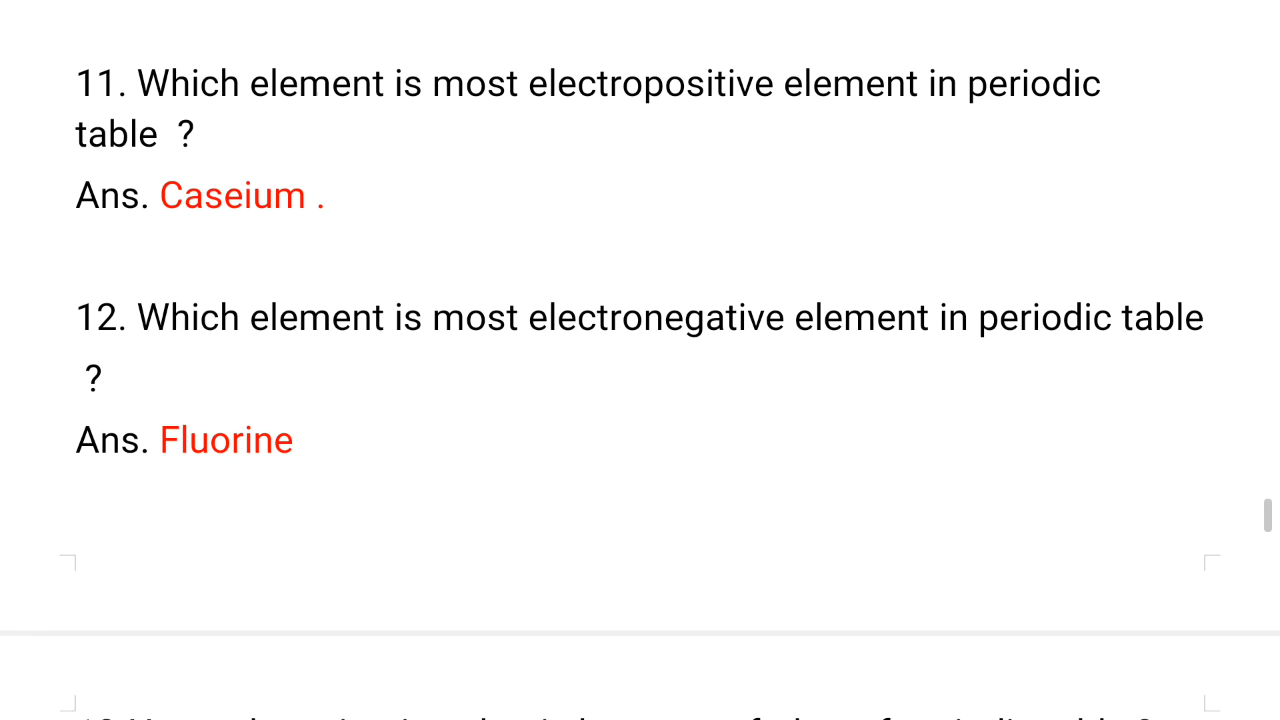 11. Which element is most electropositive element in periodic
table ?
Ans. Caseium .
12. Which element is most electronegative element in periodic table
?
Ans. Fluorine